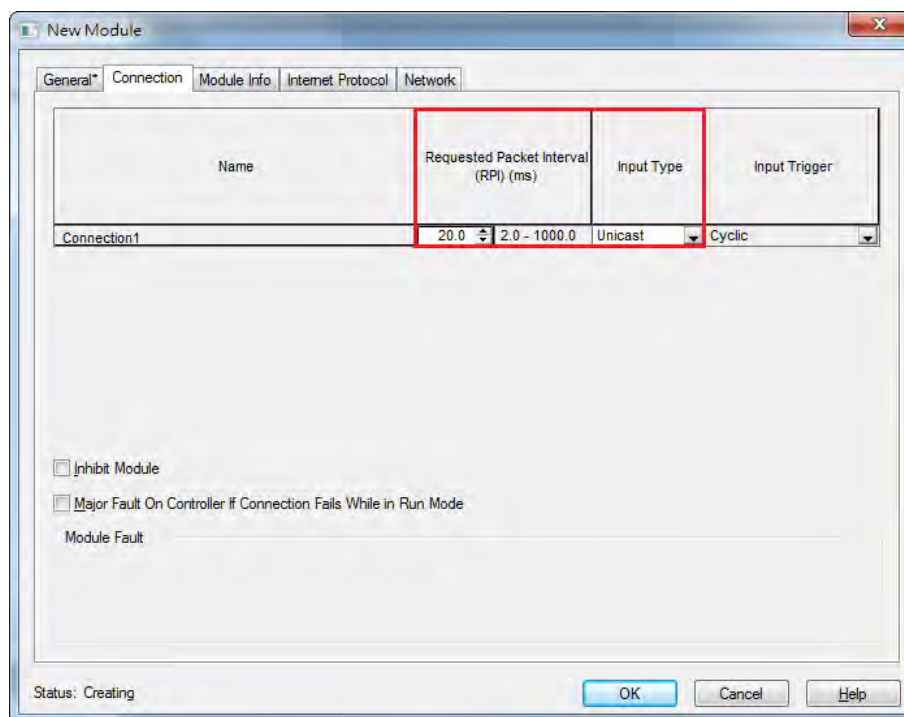 New Module
General* Connection Module Info Internet Protocol Network
Name Requested Packet Interval (RPI) (ms) Input Type Input Trigger
Connection1 20.0 2.0 - 1000.0 Unicast Cyclic
Inhibit Module
Major Fault On Controller If Connection Fails While in Run Mode
Module Fault
Status: Creating OK Cancel Help